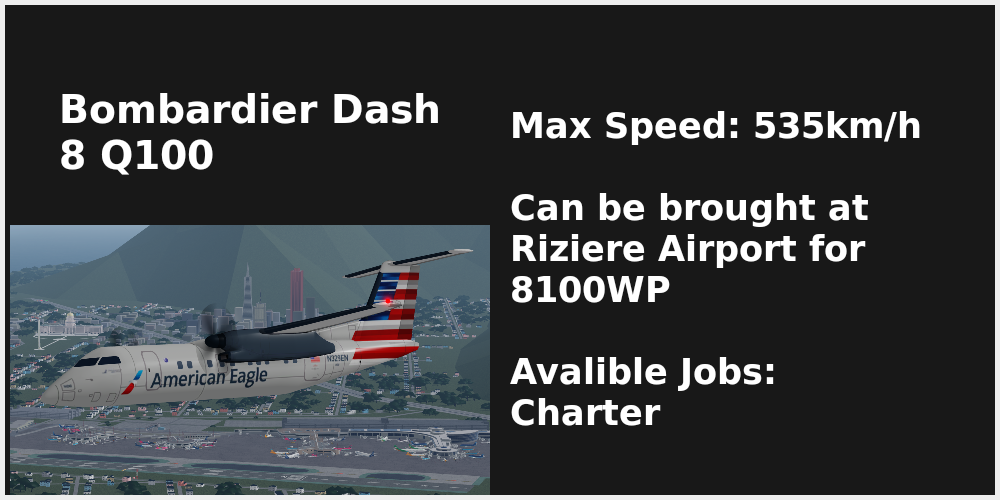 Bombardier Dash
8 Q100
Max Speed: 535km/h
Can be brought at
Riziere Airport for
8100WP
Avalible Jobs:
Charter
American Eagle
N329EN